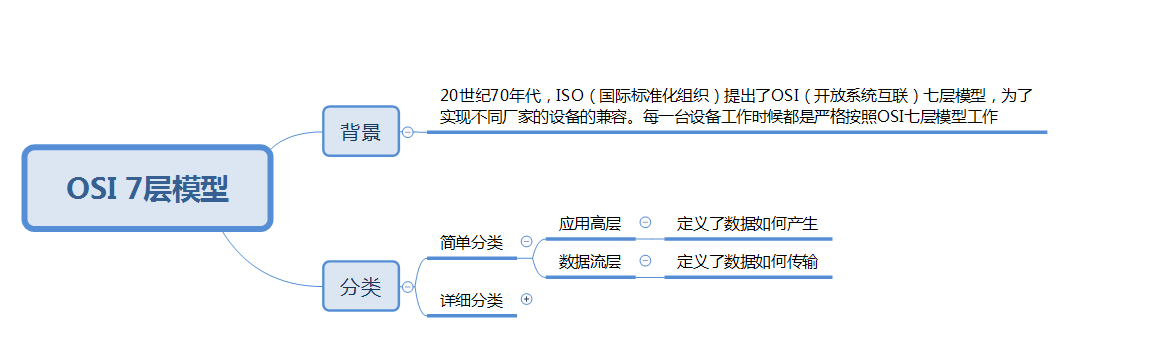 OSI 7层模型
背景
20世纪70年代，ISO（国际标准化组织）提出了OSI（开放系统互联）七层模型，为了
实现不同厂家的设备的兼容。每一台设备工作时候都是严格按照OSI七层模型工作
分类
简单分类
应用高层
定义了数据如何产生
数据流层
定义了数据如何传输
详细分类